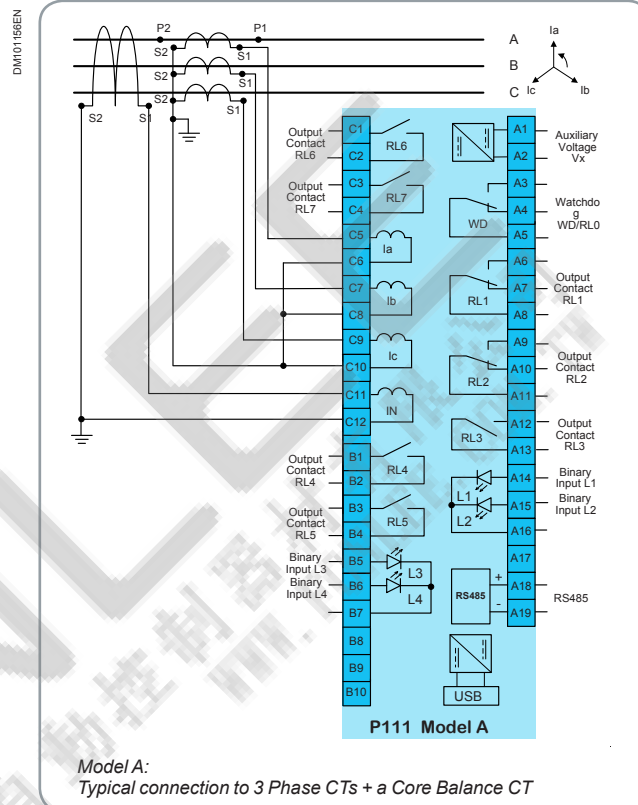 DM101156EN
P2
P1
A
Ia
S2
S1
B
S2
S1
C
Ic
Ib
S2
S1
S2
S1
Output
Contact
RL6
C1
C2
RL6
A1
A2
Auxiliary
Voltage
Vx
Output
Contact
RL7
C3
C4
RL7
A3
A4
A5
WD
Watchdo
g
WD/RL0
C5
C6
Ia
A6
A7
A8
RL1
Output
Contact
RL1
C7
C8
Ib
C9
C10
Ic
A9
A10
A11
RL2
Output
Contact
RL2
C11
C12
IN
A12
A13
RL3
Output
Contact
RL3
Output
Contact
RL4
B1
B2
RL4
A14
Binary
Input L1
L1
A15
Binary
Input L2
L2
A16
Output
Contact
RL5
B3
B4
RL5
A17
Binary
Input L3
B5
L3
Binary
Input L4
B6
L4
B7
RS485
+
-
A18
A19
RS485
B8
B9
B10
USB
P111 Model A
Model A:
Typical connection to 3 Phase CTs + a Core Balance CT